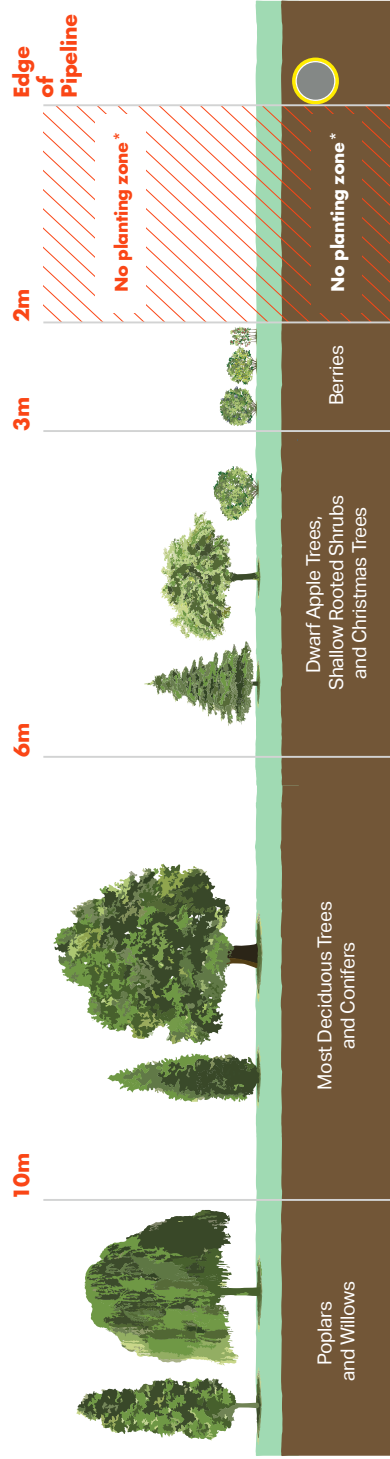 10m
6m
3m
2m
Edge
of
Pipeline
No planting zone *
Poplars
and Willows
Most Deciduous Trees
and Conifers
Dwarf Apple Trees,
Shallow Rooted Shrubs
and Christmas Trees
Berries
No planting zone *